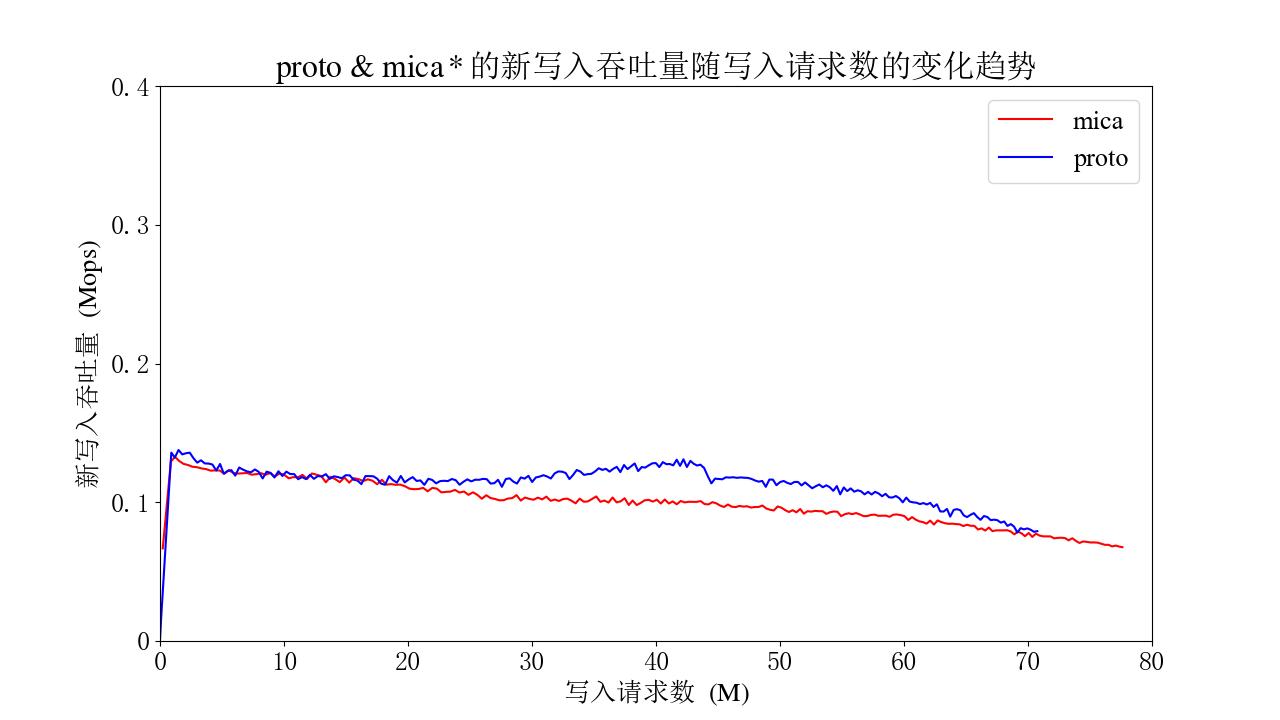 proto & mica * 的新写入吞吐量随写入请求数的变化趋势
mica
proto
新写入吞吐量 (Mops)
0.4
0.3
0.2
0.1
0
0 10 20 30 40 50 60 70 80
写入请求数 (M)